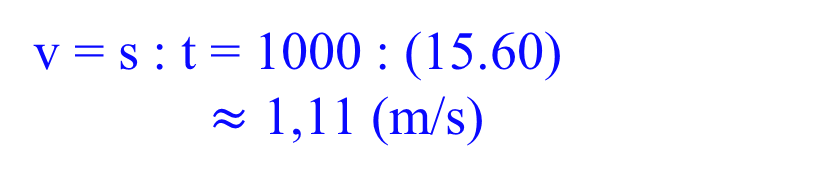 v = s : t = 1000 : (15.60)
≈ 1,11 (m/s)